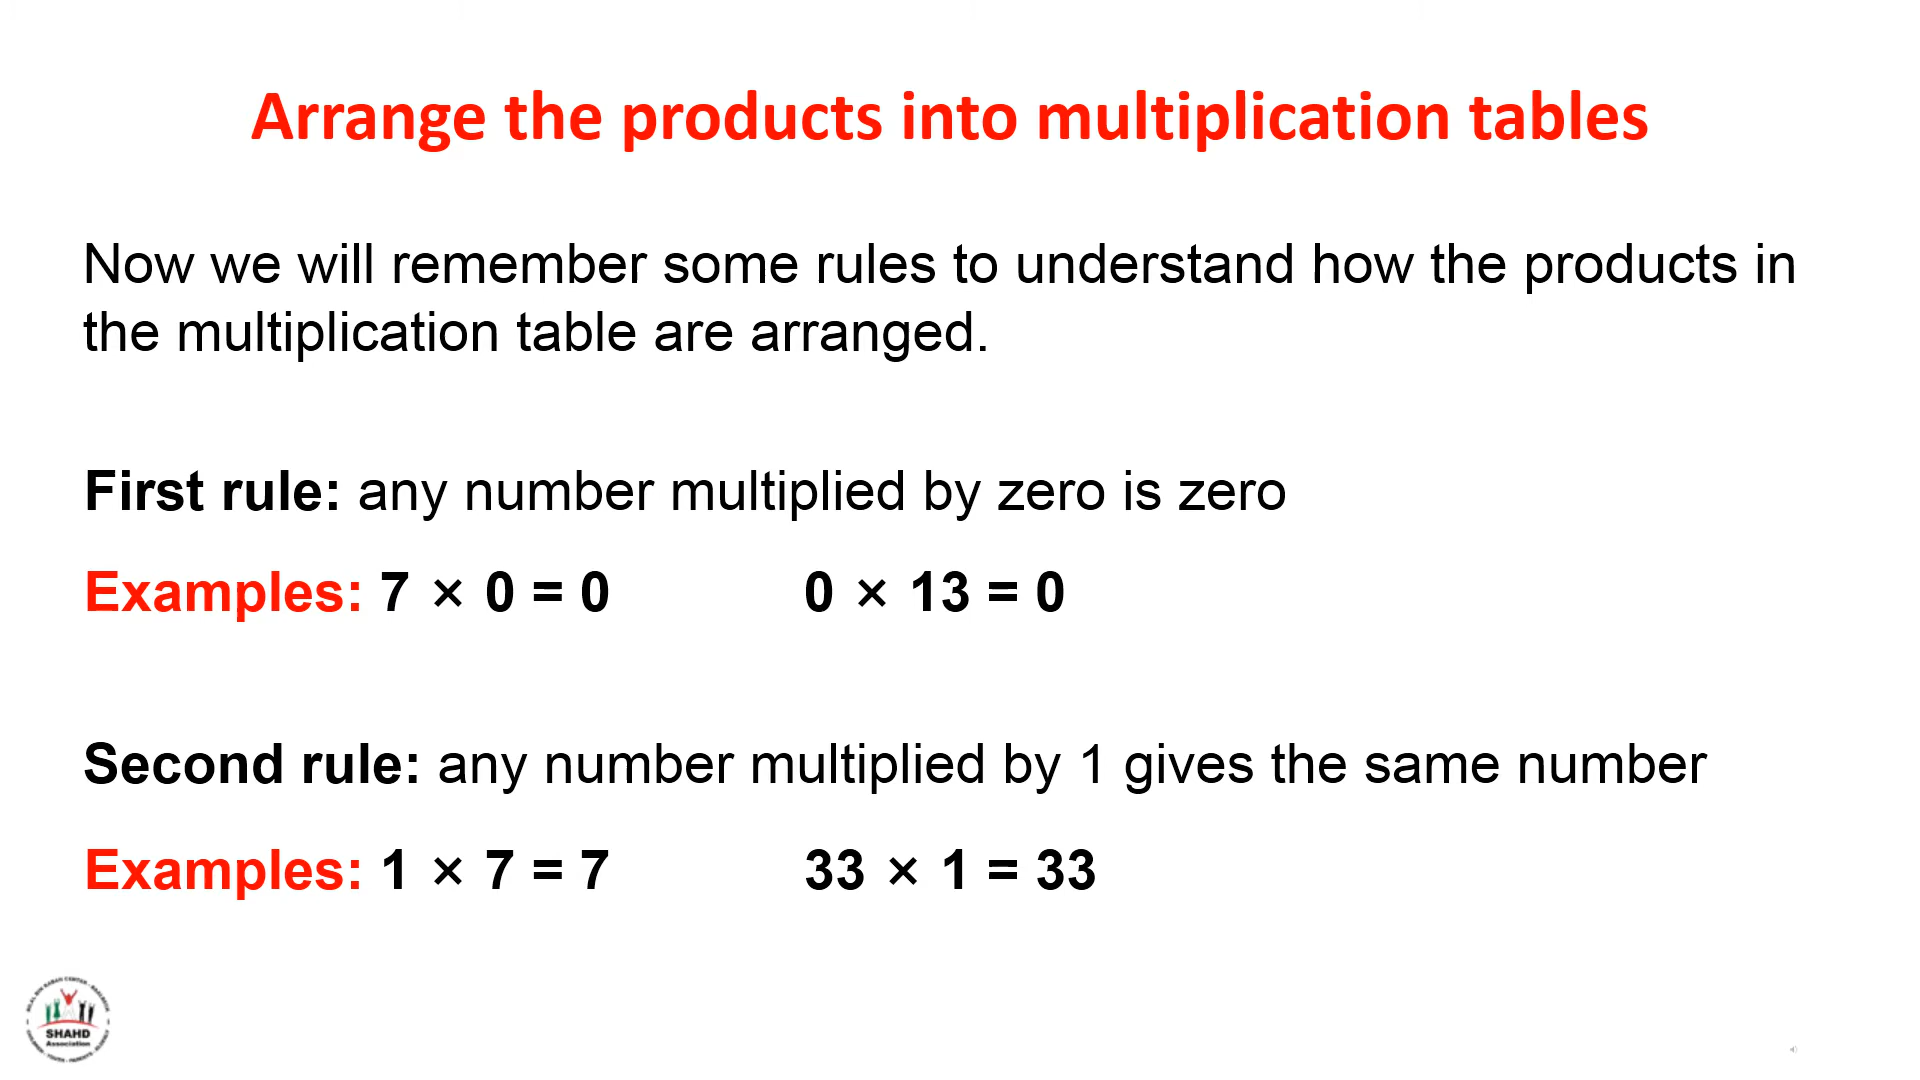 Arrange the products into multiplication tables
Now we will remember some rules to understand how the products in
the multiplication table are arranged.
First rule: any number multiplied by zero is zero
Examples: 7 × 0 = 0 0 × 13 = 0
Second rule: any number multiplied by 1 gives the same number
Examples: 1 × 7 = 7 33 × 1 = 33
SHAHD
Association